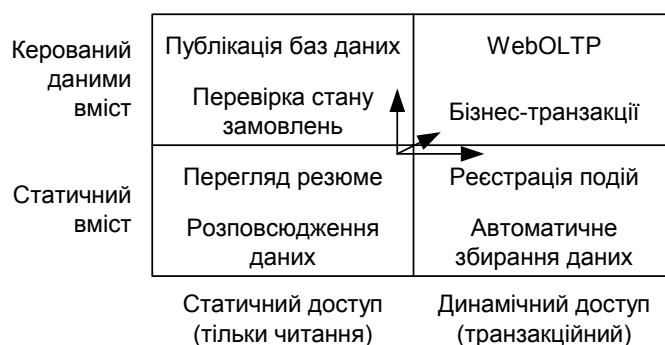 Керований
даними
вміст
Публікація баз даних
Перевірка стану
замовлень
WebOLTP
Бізнес-транзакції
Статичний
вміст
Перегляд резюме
Розповсюдження
даних
Реєстрація подій
Автоматичне
збирання даних
Статичний доступ
(тільки читання)
Динамічний доступ
(транзакційний)